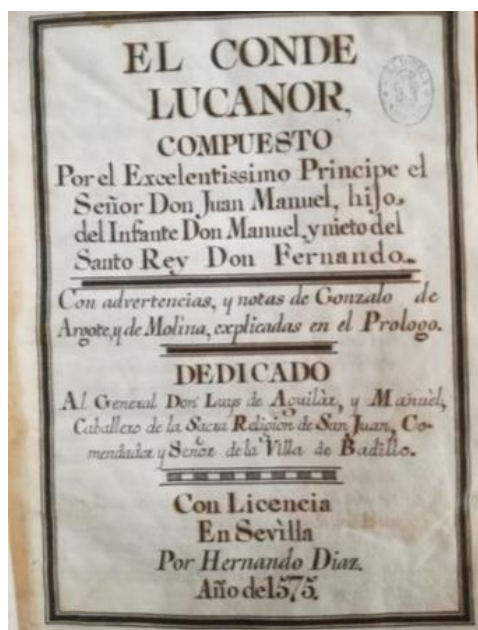 EL CONDE
LUCANOR,
COMPUESTO
Por el Excelentissimo Principe el
Señor Don Juan Manuel, hijo.
del Infante Don Manuel, y nieto del
Santo Rey Don Fernando.
Con advertencias, y notas de Gonzalo de
Argote, y de Molina, explicadas en el Prologo.
DEDICADO
Al General Don Luys de Aguilàr, y Manuèl,
Caballero de la Sacra Religion de San Juan, Co-
mendador y Señor de la Villa de Badillo.
Con Licencia
En Sevilla
Por Hernando Diaz.
Año de 1575.